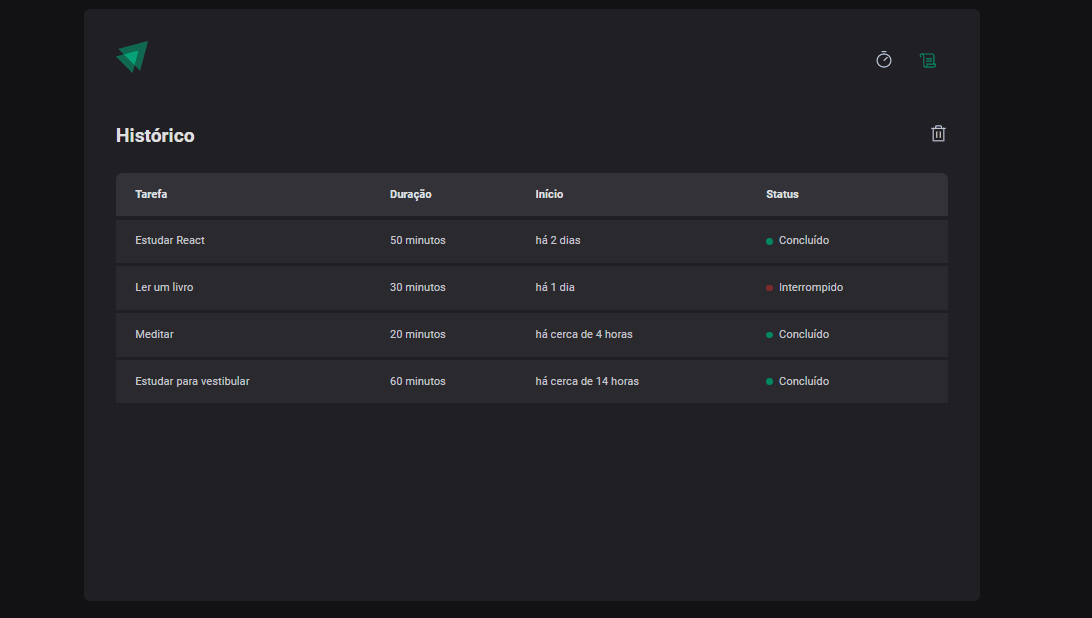 Histórico
Tarefa Duração Início Status
Estudar React 50 minutos há 2 dias Concluído
Ler um livro 30 minutos há 1 dia Interrompido
Meditar 20 minutos há cerca de 4 horas Concluído
Estudar para vestibular 60 minutos há cerca de 14 horas Concluído